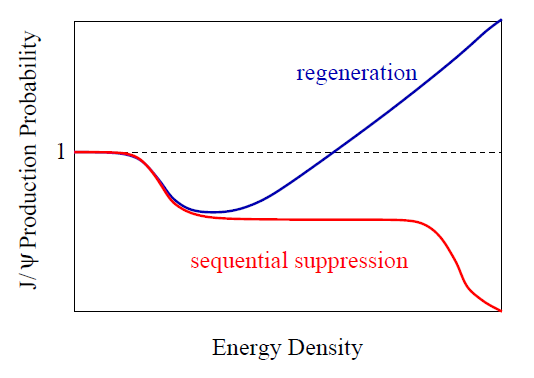 regeneration
J/ψ Production Probability
1
sequential suppression
Energy Density